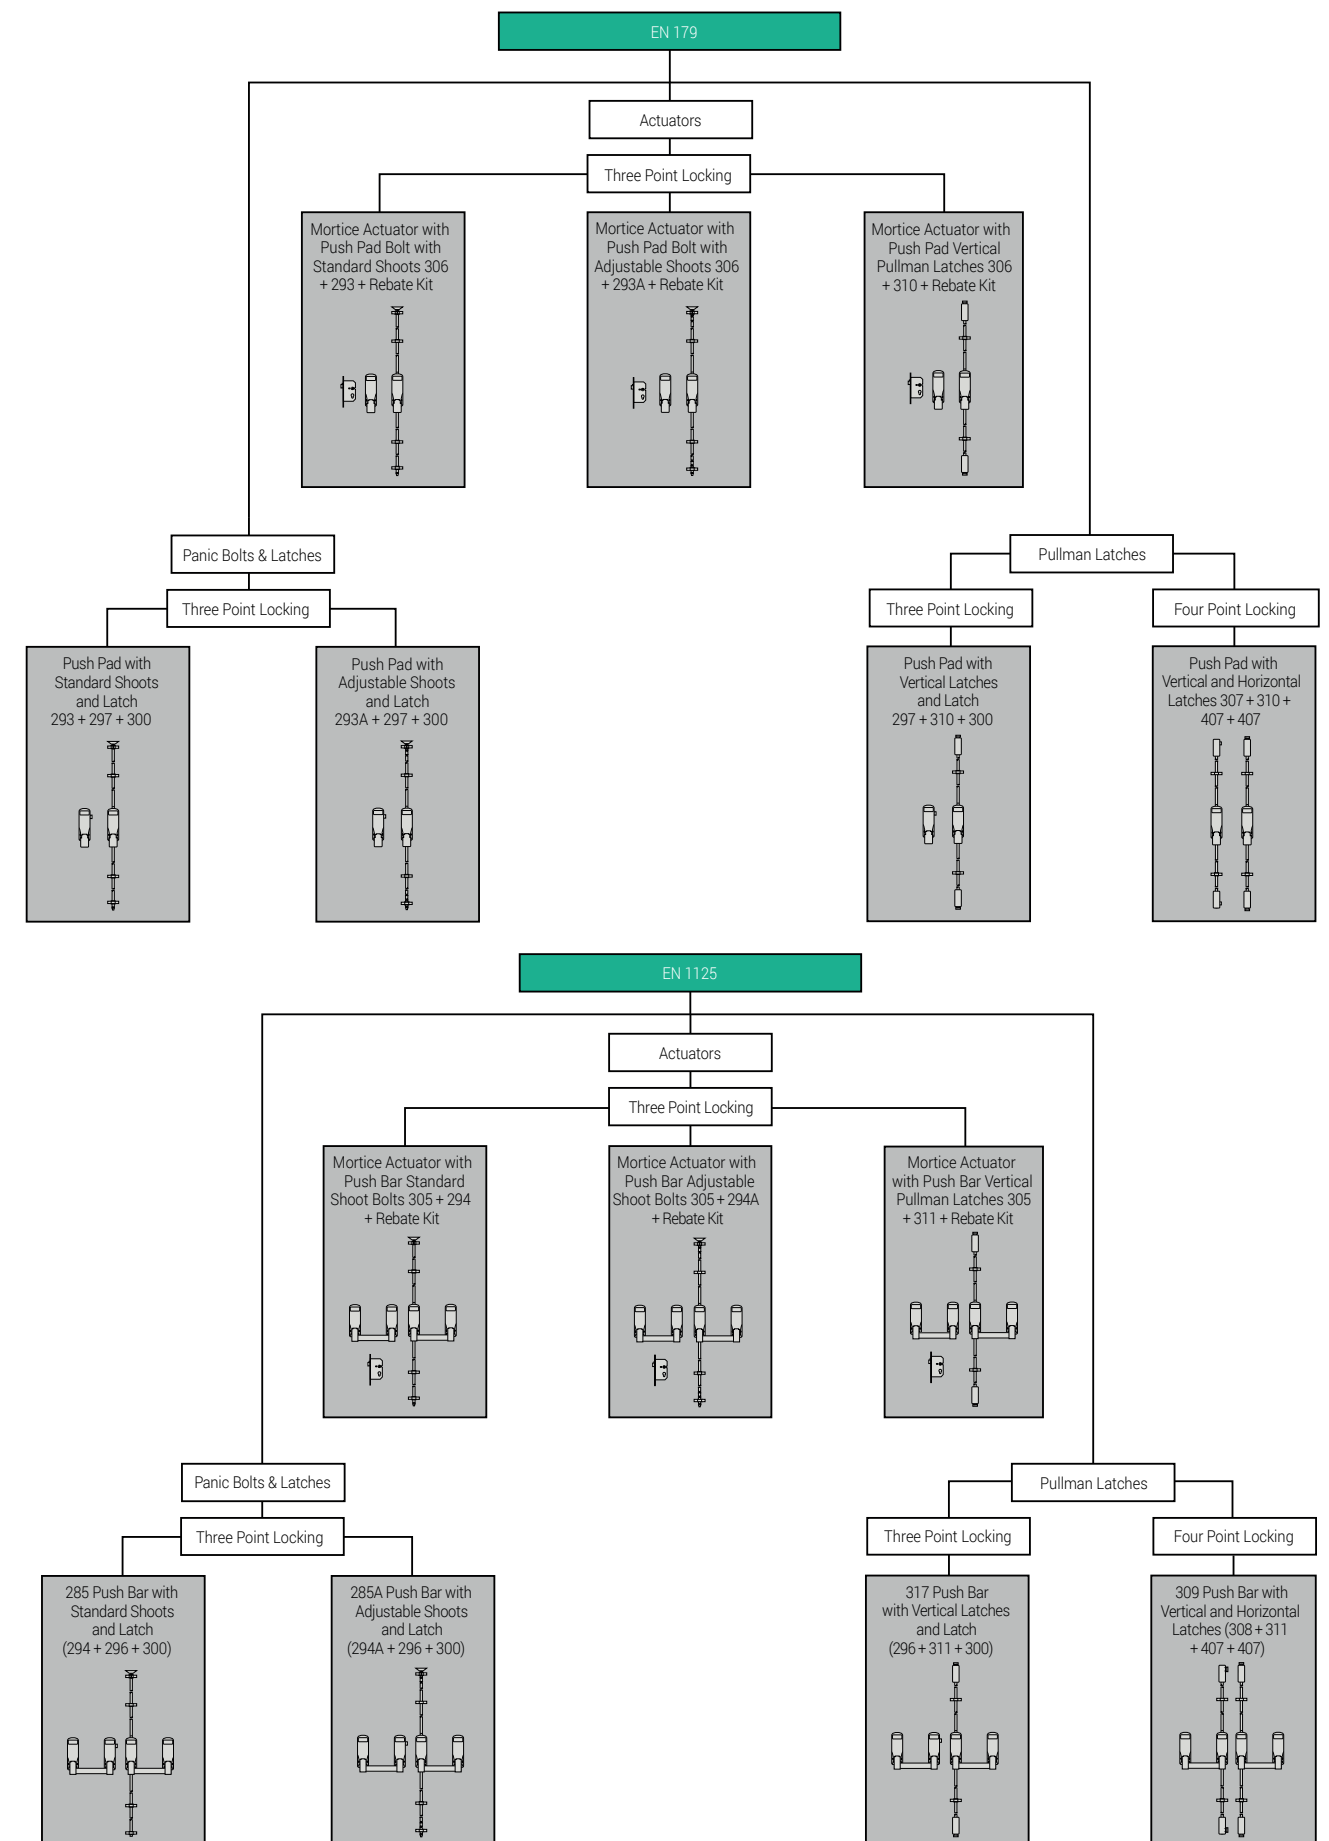 EN 179
Actuators
Three Point Locking
Mortice Actuator with
Push Pad Bolt with
Standard Shoots 306
+ 293 + Rebate Kit
Mortice Actuator with
Push Pad Bolt with
Adjustable Shoots 306
+ 293A + Rebate Kit
Mortice Actuator with
Push Pad Vertical
Pullman Latches 306
+ 310 + Rebate Kit
Panic Bolts & Latches
Three Point Locking
Push Pad with
Standard Shoots
and Latch
293 + 297 + 300
Push Pad with
Adjustable Shoots
and Latch
293A + 297 + 300
Pullman Latches
Three Point Locking
Four Point Locking
Push Pad with
Vertical Latches
and Latch
297 + 310 + 300
Push Pad with
Vertical and Horizontal
Latches 307 + 310 +
407 + 407
EN 1125
Actuators
Three Point Locking
Mortice Actuator with
Push Bar Standard
Shoot Bolts 305 + 294
+ Rebate Kit
Mortice Actuator with
Push Bar Adjustable
Shoot Bolts 305 + 294A
+ Rebate Kit
Mortice Actuator
with Push Bar Vertical
Pullman Latches 305
+ 311 + Rebate Kit
Panic Bolts & Latches
Three Point Locking
285 Push Bar with
Standard Shoots
and Latch
(294 + 296 + 300)
285A Push Bar with
Adjustable Shoots
and Latch
(294A + 296 + 300)
Pullman Latches
Three Point Locking
Four Point Locking
317 Push Bar
with Vertical Latches
and Latch
(296 + 311 + 300)
309 Push Bar with
Vertical and Horizontal
Latches (308 + 311
+ 407 + 407)